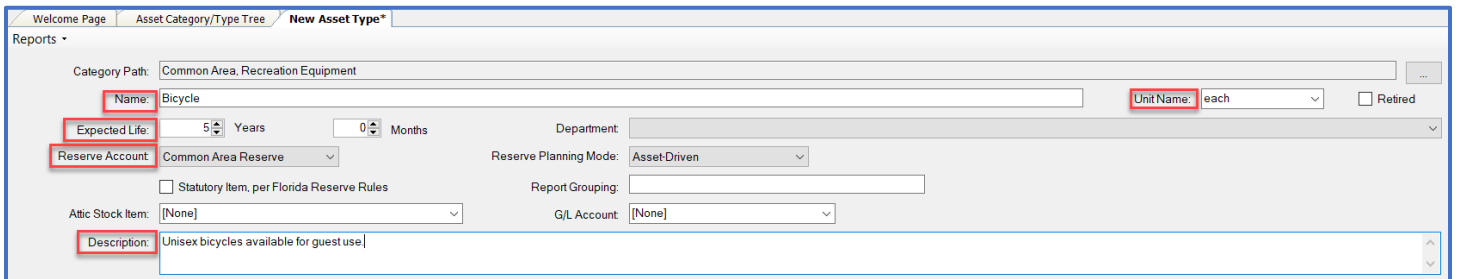 Welcome Page Asset Category/Type Tree New Asset Type*
Reports
Category Path: Common Area, Recreation Equipment ...
Name: Bicycle Unit Name: each Retired
Expected Life: 5 Years 0 Months Department:
Reserve Account: Common Area Reserve Reserve Planning Mode: Asset-Driven
Statutory Item, per Florida Reserve Rules Report Grouping:
Attic Stock Item: [None] G/L Account: [None]
Description: Unisex bicycles available for guest use.